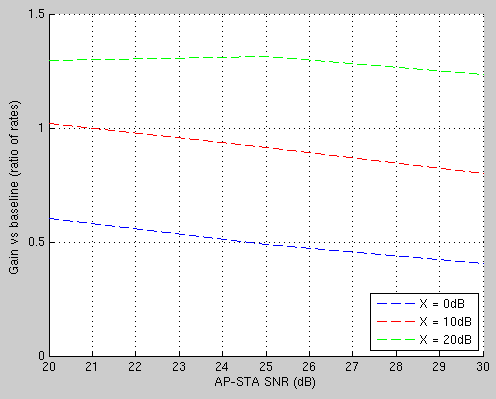 1.5
1
0.5
0
Gain vs baseline (ratio of rates)
20 21 22 23 24 25 26 27 28 29 30
AP-STA SNR (dB)
X = 0dB
X = 10dB
X = 20dB